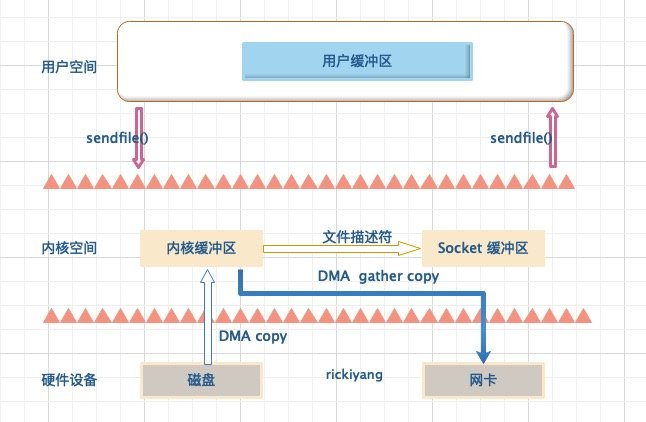 用户空间
用户缓冲区
sendfile()
sendfile()
内核空间
内核缓冲区
文件描述符
Socket 缓冲区
DMA gather copy
DMA copy
硬件设备
磁盘
rickiyang
网卡